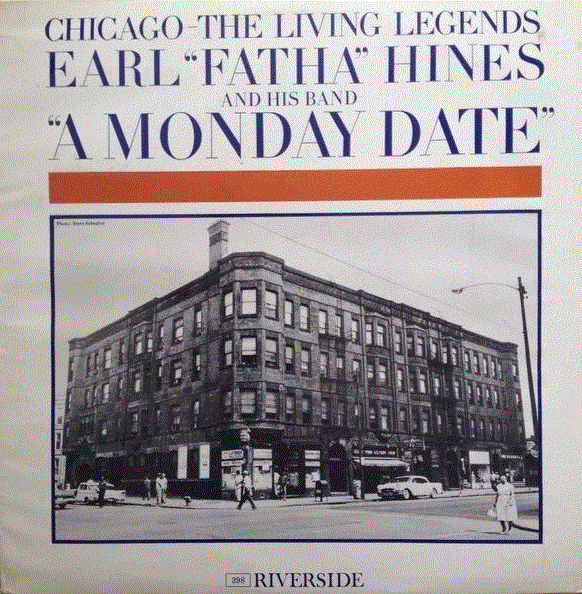 CHICAGO-THE LIVING LEGENDS
EARL "FATHA" HINES
AND HIS BAND
"A MONDAY DATE"
398 RIVERSIDE